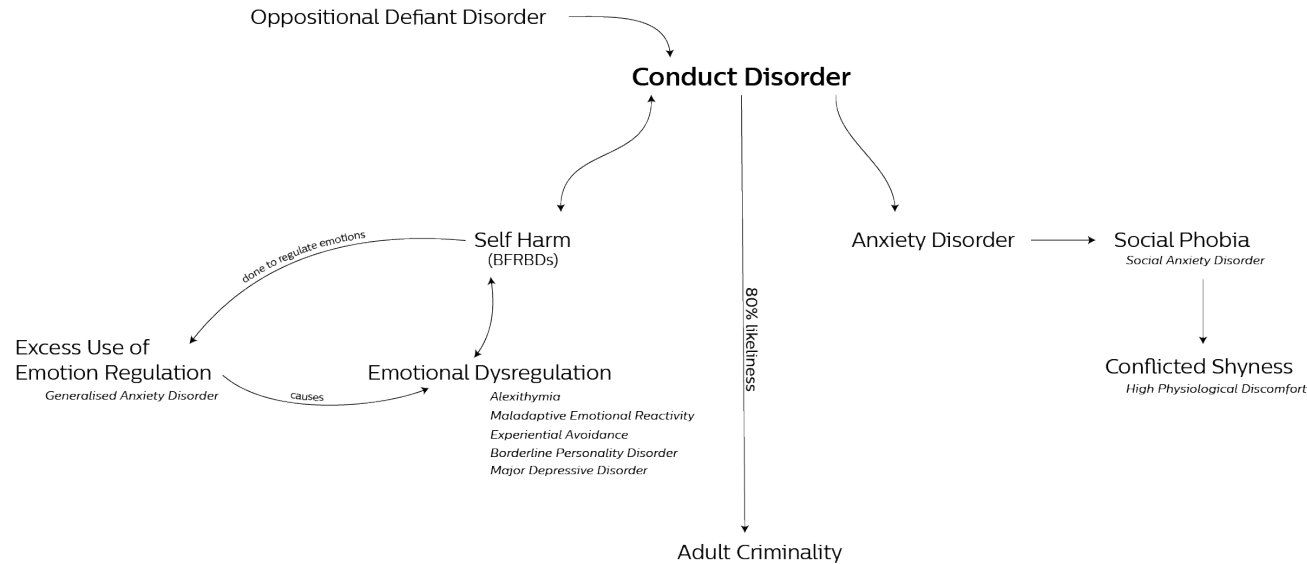 Oppositional Defiant Disorder
Conduct Disorder
done to regulate emotions
Self Harm
(BFRBDs)
Anxiety Disorder
Social Phobia
Social Anxiety Disorder
80% likeliness
Excess Use of
Emotion Regulation
Generalised Anxiety Disorder
causes
Emotional Dysregulation
Alexithymia
Maladaptive Emotional Reactivity
Experiential Avoidance
Borderline Personality Disorder
Major Depressive Disorder
Conflicted Shyness
High Physiological Discomfort
Adult Criminality